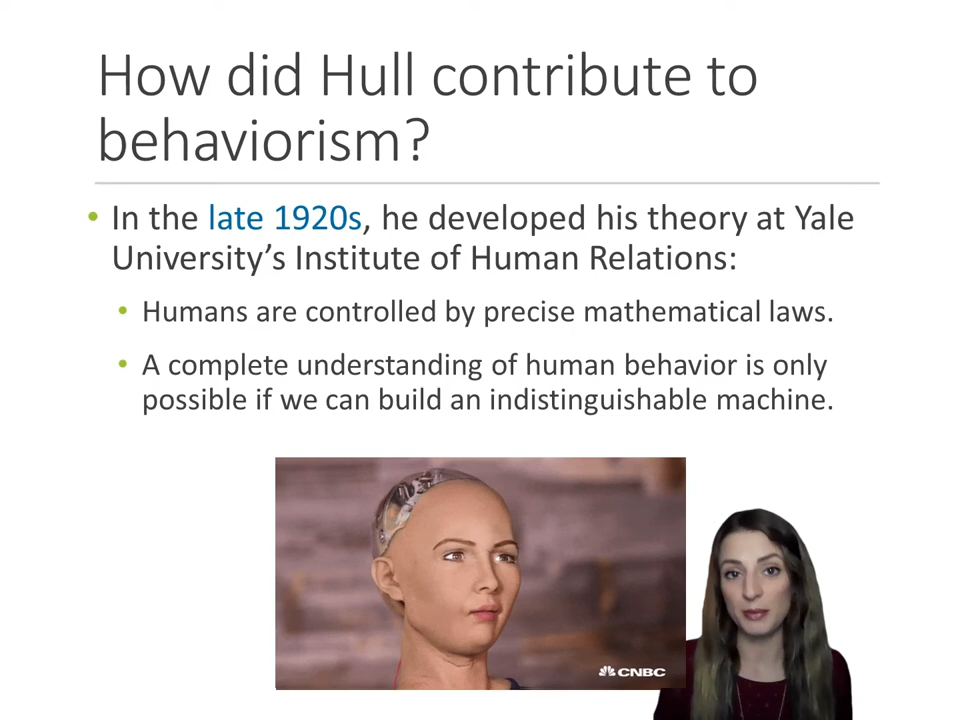 How did Hull contribute to
behaviorism?
• In the late 1920s, he developed his theory at Yale
University’s Institute of Human Relations:
• Humans are controlled by precise mathematical laws.
• A complete understanding of human behavior is only
possible if we can build an indistinguishable machine.
CNBC